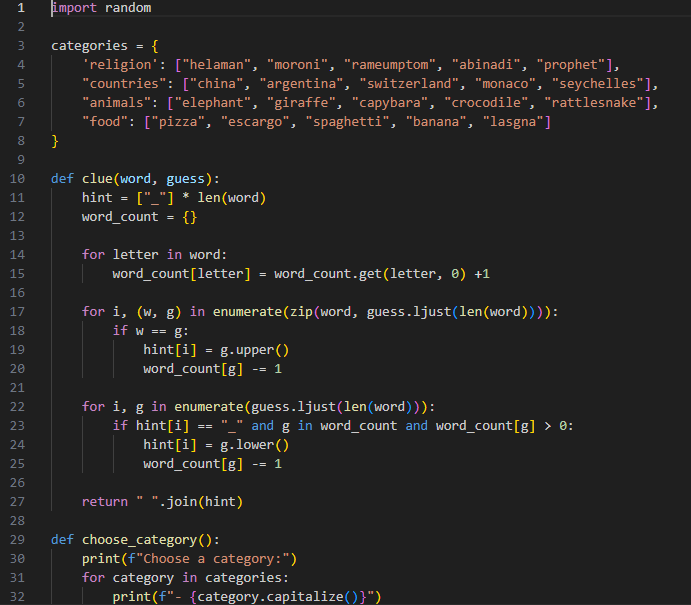 1 import random
2
3 categories = {
4     'religion': ["helaman", "moroni", "rameumptom", "abinadi", "prophet"],
5     "countries": ["china", "argentina", "switzerland", "monaco", "seychelles"],
6     "animals": ["elephant", "giraffe", "capybara", "crocodile", "rattlesnake"],
7     "food": ["pizza", "escargo", "spaghetti", "banana", "lasgna"]
8 }
9
10 def clue(word, guess):
11     hint = ["_"] * len(word)
12     word_count = {}
13
14     for letter in word:
15         word_count[letter] = word_count.get(letter, 0) +1
16
17     for i, (w, g) in enumerate(zip(word, guess.ljust(len(word)))):
18         if w == g:
19             hint[i] = g.upper()
20             word_count[g] -= 1
21
22     for i, g in enumerate(guess.ljust(len(word))):
23         if hint[i] == "_" and g in word_count and word_count[g] > 0:
24             hint[i] = g.lower()
25             word_count[g] -= 1
26
27     return " ".join(hint)
28
29 def choose_category():
30     print(f"Choose a category:")
31     for category in categories:
32         print(f"- {category.capitalize()}")